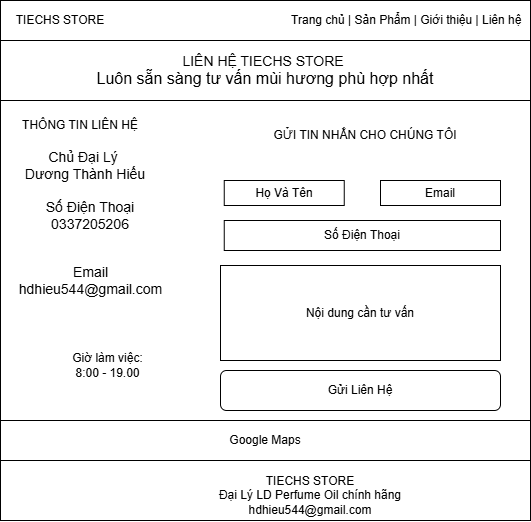 TIECHS STORE
Trang chủ | Sản Phẩm | Giới thiệu | Liên hệ
LIÊN HỆ TIECHS STORE
Luôn sẵn sàng tư vấn mùi hương phù hợp nhất
THÔNG TIN LIÊN HỆ
Chủ Đại Lý
Dương Thành Hiếu
Số Điện Thoại
0337205206
Email
hdhieu544@gmail.com
Giờ làm việc:
8:00 - 19.00
GỬI TIN NHẮN CHO CHÚNG TÔI
Họ Và Tên
Email
Số Điện Thoại
Nội dung cần tư vấn
Gửi Liên Hệ
Google Maps
TIECHS STORE
Đại Lý LD Perfume Oil chính hãng
hdhieu544@gmail.com